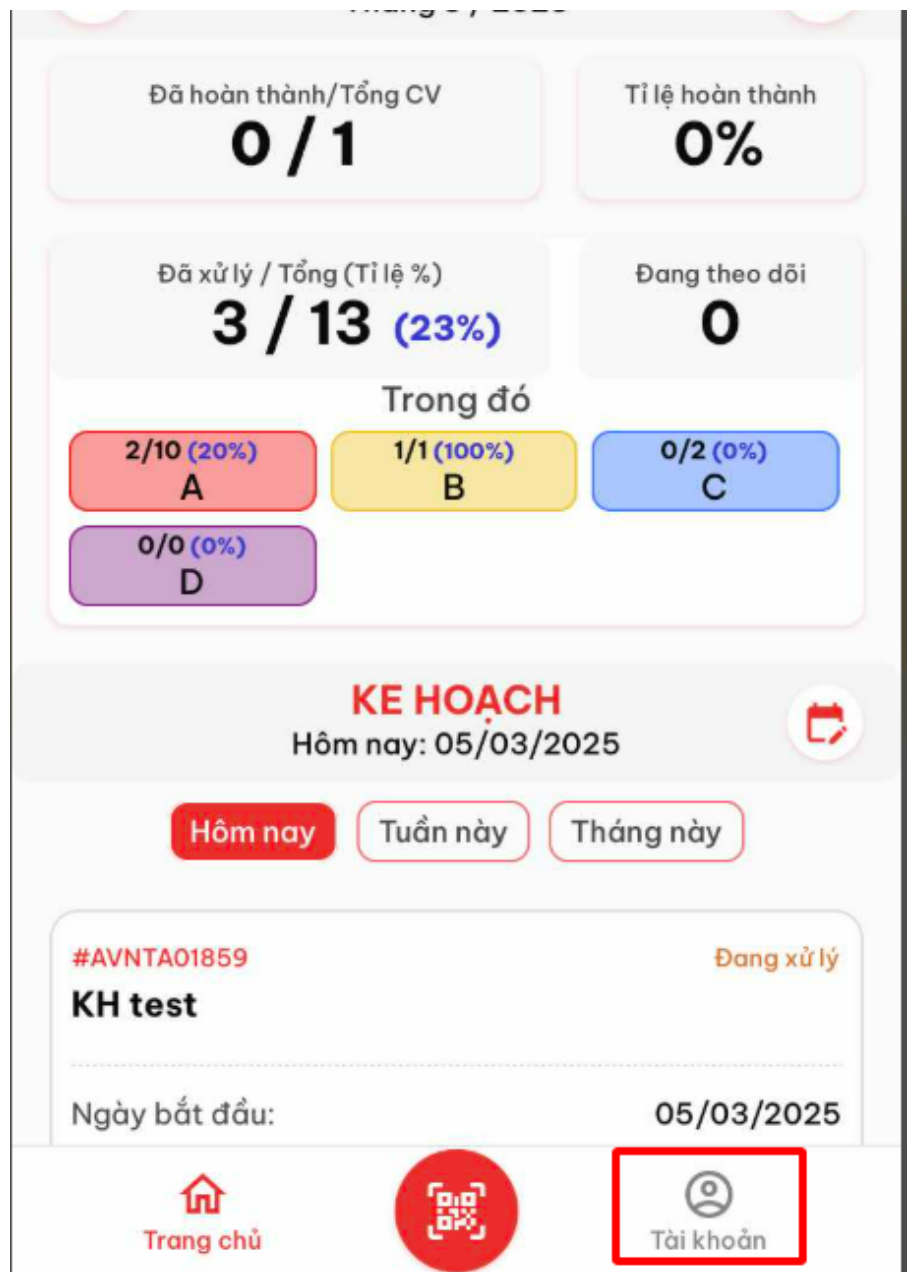 Đã hoàn thành/Tổng CV
0 / 1
Tỉ lệ hoàn thành
0%
Đã xử lý / Tổng (Tỉ lệ %)
3 / 13 (23%)
Đang theo dõi
0
Trong đó
2/10 (20%)
A
1/1 (100%)
B
0/2 (0%)
C
0/0 (0%)
D
KE HOẠCH
Hôm nay: 05/03/2025
Hôm nay
Tuần này
Tháng này
#AVNTA01859
Đang xử lý
KH test
Ngày bắt đầu:
05/03/2025
Trang chủ
Tài khoản